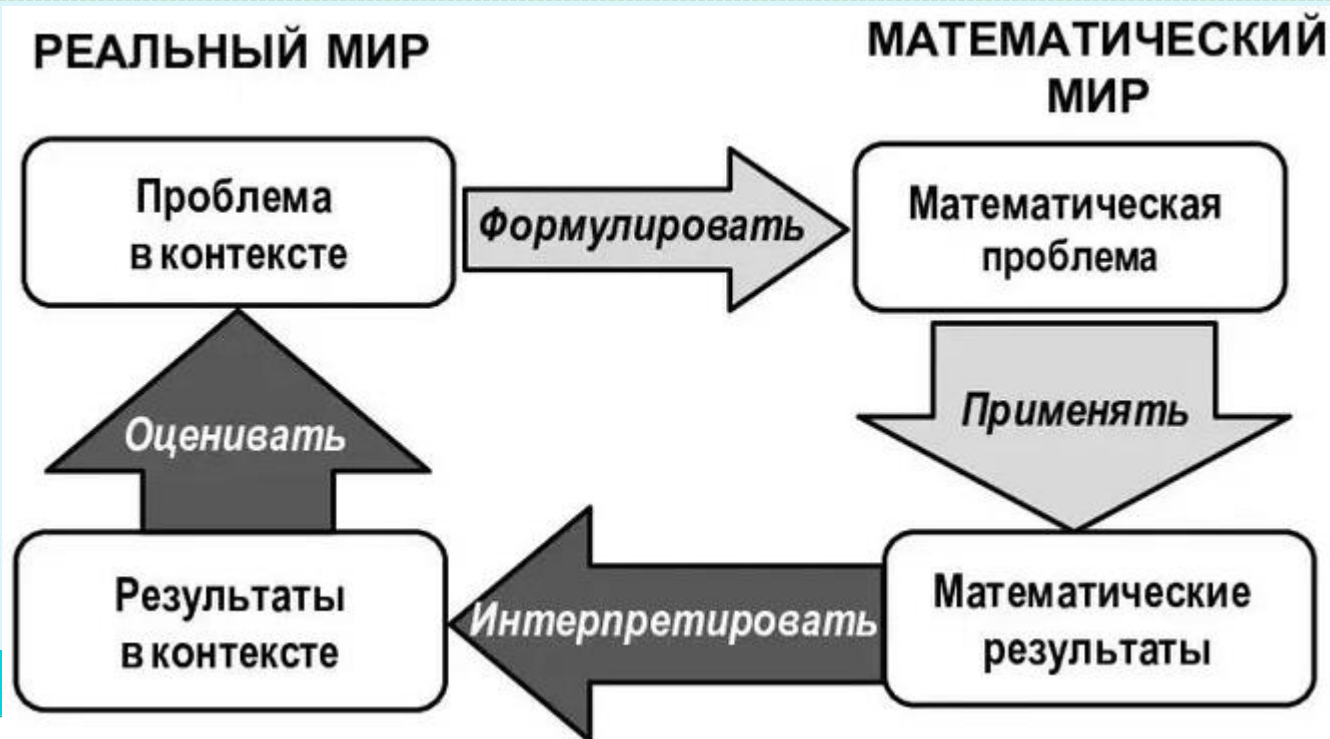 РЕАЛЬНЫЙ МИР
МАТЕМАТИЧЕСКИЙ
МИР
Проблема
в контексте
Формулировать
Математическая
проблема
Применять
Математические
результаты
Интерпретировать
Результаты
в контексте
Оценивать